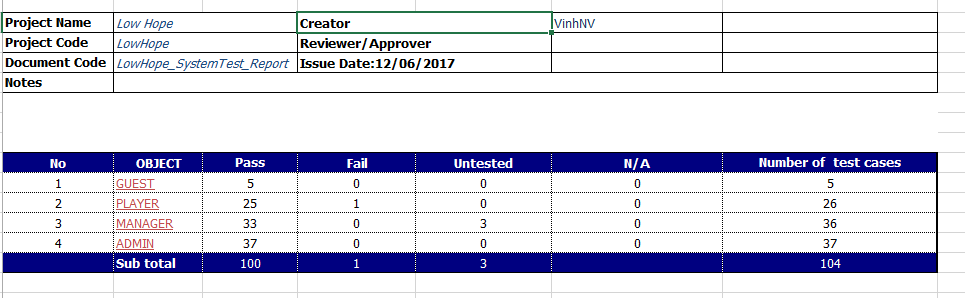 Project Name Low Hope Creator VinhNV
Project Code LowHope Reviewer/Approver
Document Code LowHope_SystemTest_Report Issue Date:12/06/2017
Notes
No OBJECT Pass Fail Untested N/A Number of test cases
1 GUEST 5 0 0 0 5
2 PLAYER 25 1 0 0 26
3 MANAGER 33 0 3 0 36
4 ADMIN 37 0 0 0 37
Sub total 100 1 3 104